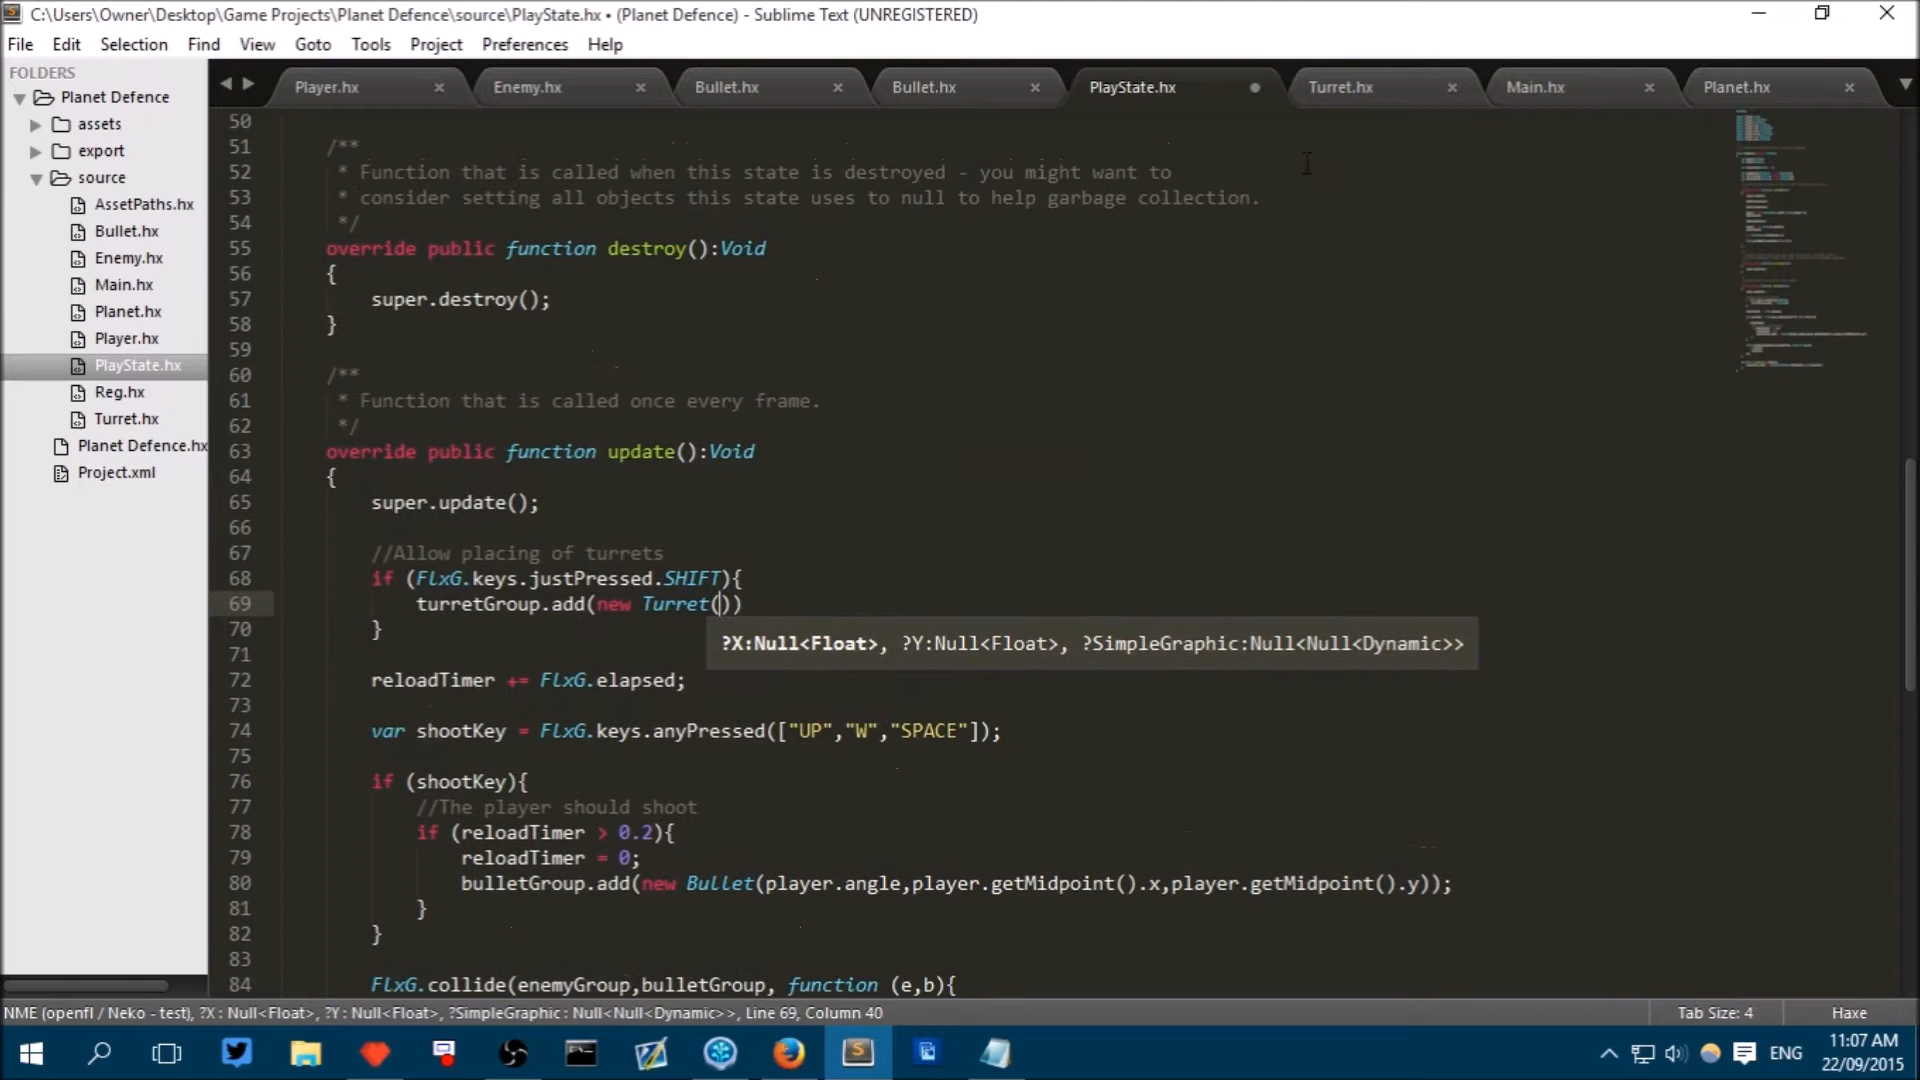 C:\Users\Owner\Desktop\Game Projects\Planet Defence\source\PlayState.hx • (Planet Defence) - Sublime Text (UNREGISTERED)
File Edit Selection Find View Goto Tools Project Preferences Help
FOLDERS
Planet Defence
assets
export
source
AssetPaths.hx
Bullet.hx
Enemy.hx
Main.hx
Planet.hx
Player.hx
PlayState.hx
Reg.hx
Turret.hx
Planet Defence.hx
Project.xml
Player.hx Enemy.hx Bullet.hx Bullet.hx PlayState.hx Turret.hx Main.hx Planet.hx
50
51 /**
52 * Function that is called when this state is destroyed - you might want to
53 * consider setting all objects this state uses to null to help garbage collection.
54 */
55 override public function destroy():Void
56 {
57 super.destroy();
58 }
59
60 /**
61 * Function that is called once every frame.
62 */
63 override public function update():Void
64 {
65 super.update();
66
67 //Allow placing of turrets
68 if (FlxG.keys.justPressed.SHIFT){
69 turretGroup.add(new Turret())
70 }
?X:Null<Float>, ?Y:Null<Float>, ?SimpleGraphic:Null<Null<Dynamic>>
71
72 reloadTimer += FlxG.elapsed;
73
74 var shootKey = FlxG.keys.anyPressed(["UP","W","SPACE"]);
75
76 if (shootKey){
77 //The player should shoot
78 if (reloadTimer > 0.2){
79 reloadTimer = 0;
80 bulletGroup.add(new Bullet(player.angle,player.getMidpoint().x,player.getMidpoint().y));
81 }
82 }
83
84 FlxG.collide(enemyGroup,bulletGroup, function (e,b){
NME (openfl / Neko - test), ?X : Null<Float>, ?Y : Null<Float>, ?SimpleGraphic : Null<Null<Dynamic>>, Line 69, Column 40 Tab Size: 4 Haxe
ENG
11:07 AM
22/09/2015